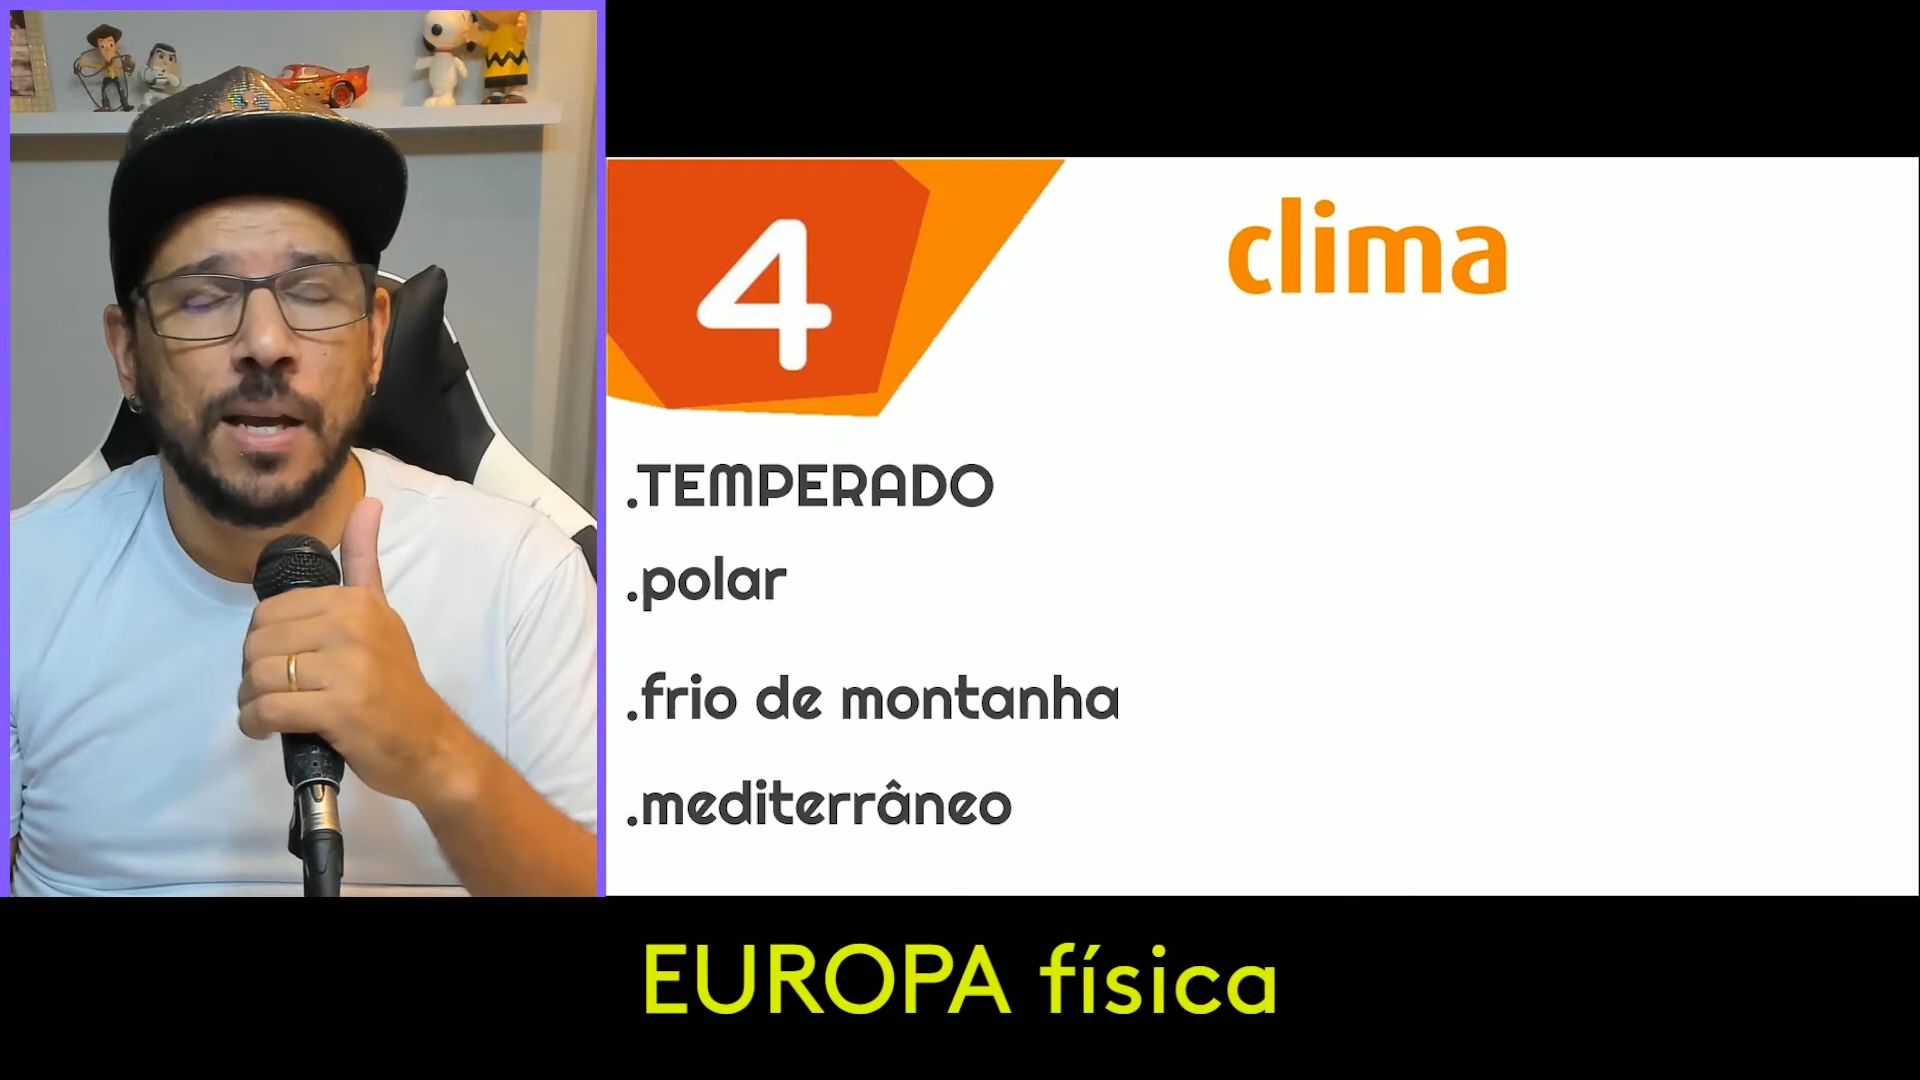 4
clima
.TEMPERADO
.polar
.frio de montanha
.mediterrâneo
EUROPA física